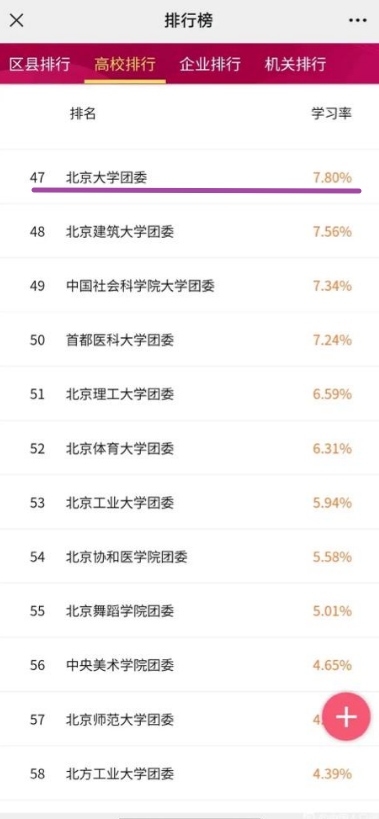 排行榜
区县排行 高校排行 企业排行 机关排行
排名 学习率
47 北京大学团委 7.80%
48 北京建筑大学团委 7.56%
49 中国社会科学院大学团委 7.34%
50 首都医科大学团委 7.24%
51 北京理工大学团委 6.59%
52 北京体育大学团委 6.31%
53 北京工业大学团委 5.94%
54 北京协和医学院团委 5.58%
55 北京舞蹈学院团委 5.01%
56 中央美术学院团委 4.65%
57 北京师范大学团委
58 北方工业大学团委 4.39%